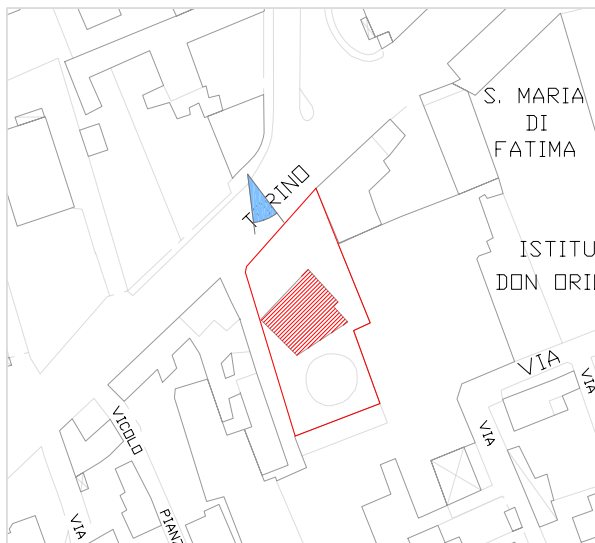 S. MARIA
DI
FATIMA
TORINO
ISTITU
DON ORI
VIA
VIA
VICOLO
VIA
VIA
PIAN